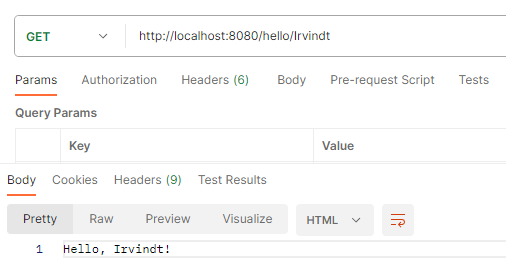 GET http://localhost:8080/hello/Irvindt
Params Authorization Headers (6) Body Pre-request Script Tests
Query Params
Key Value
Body Cookies Headers (9) Test Results
Pretty Raw Preview Visualize HTML
1 Hello, Irvindt!